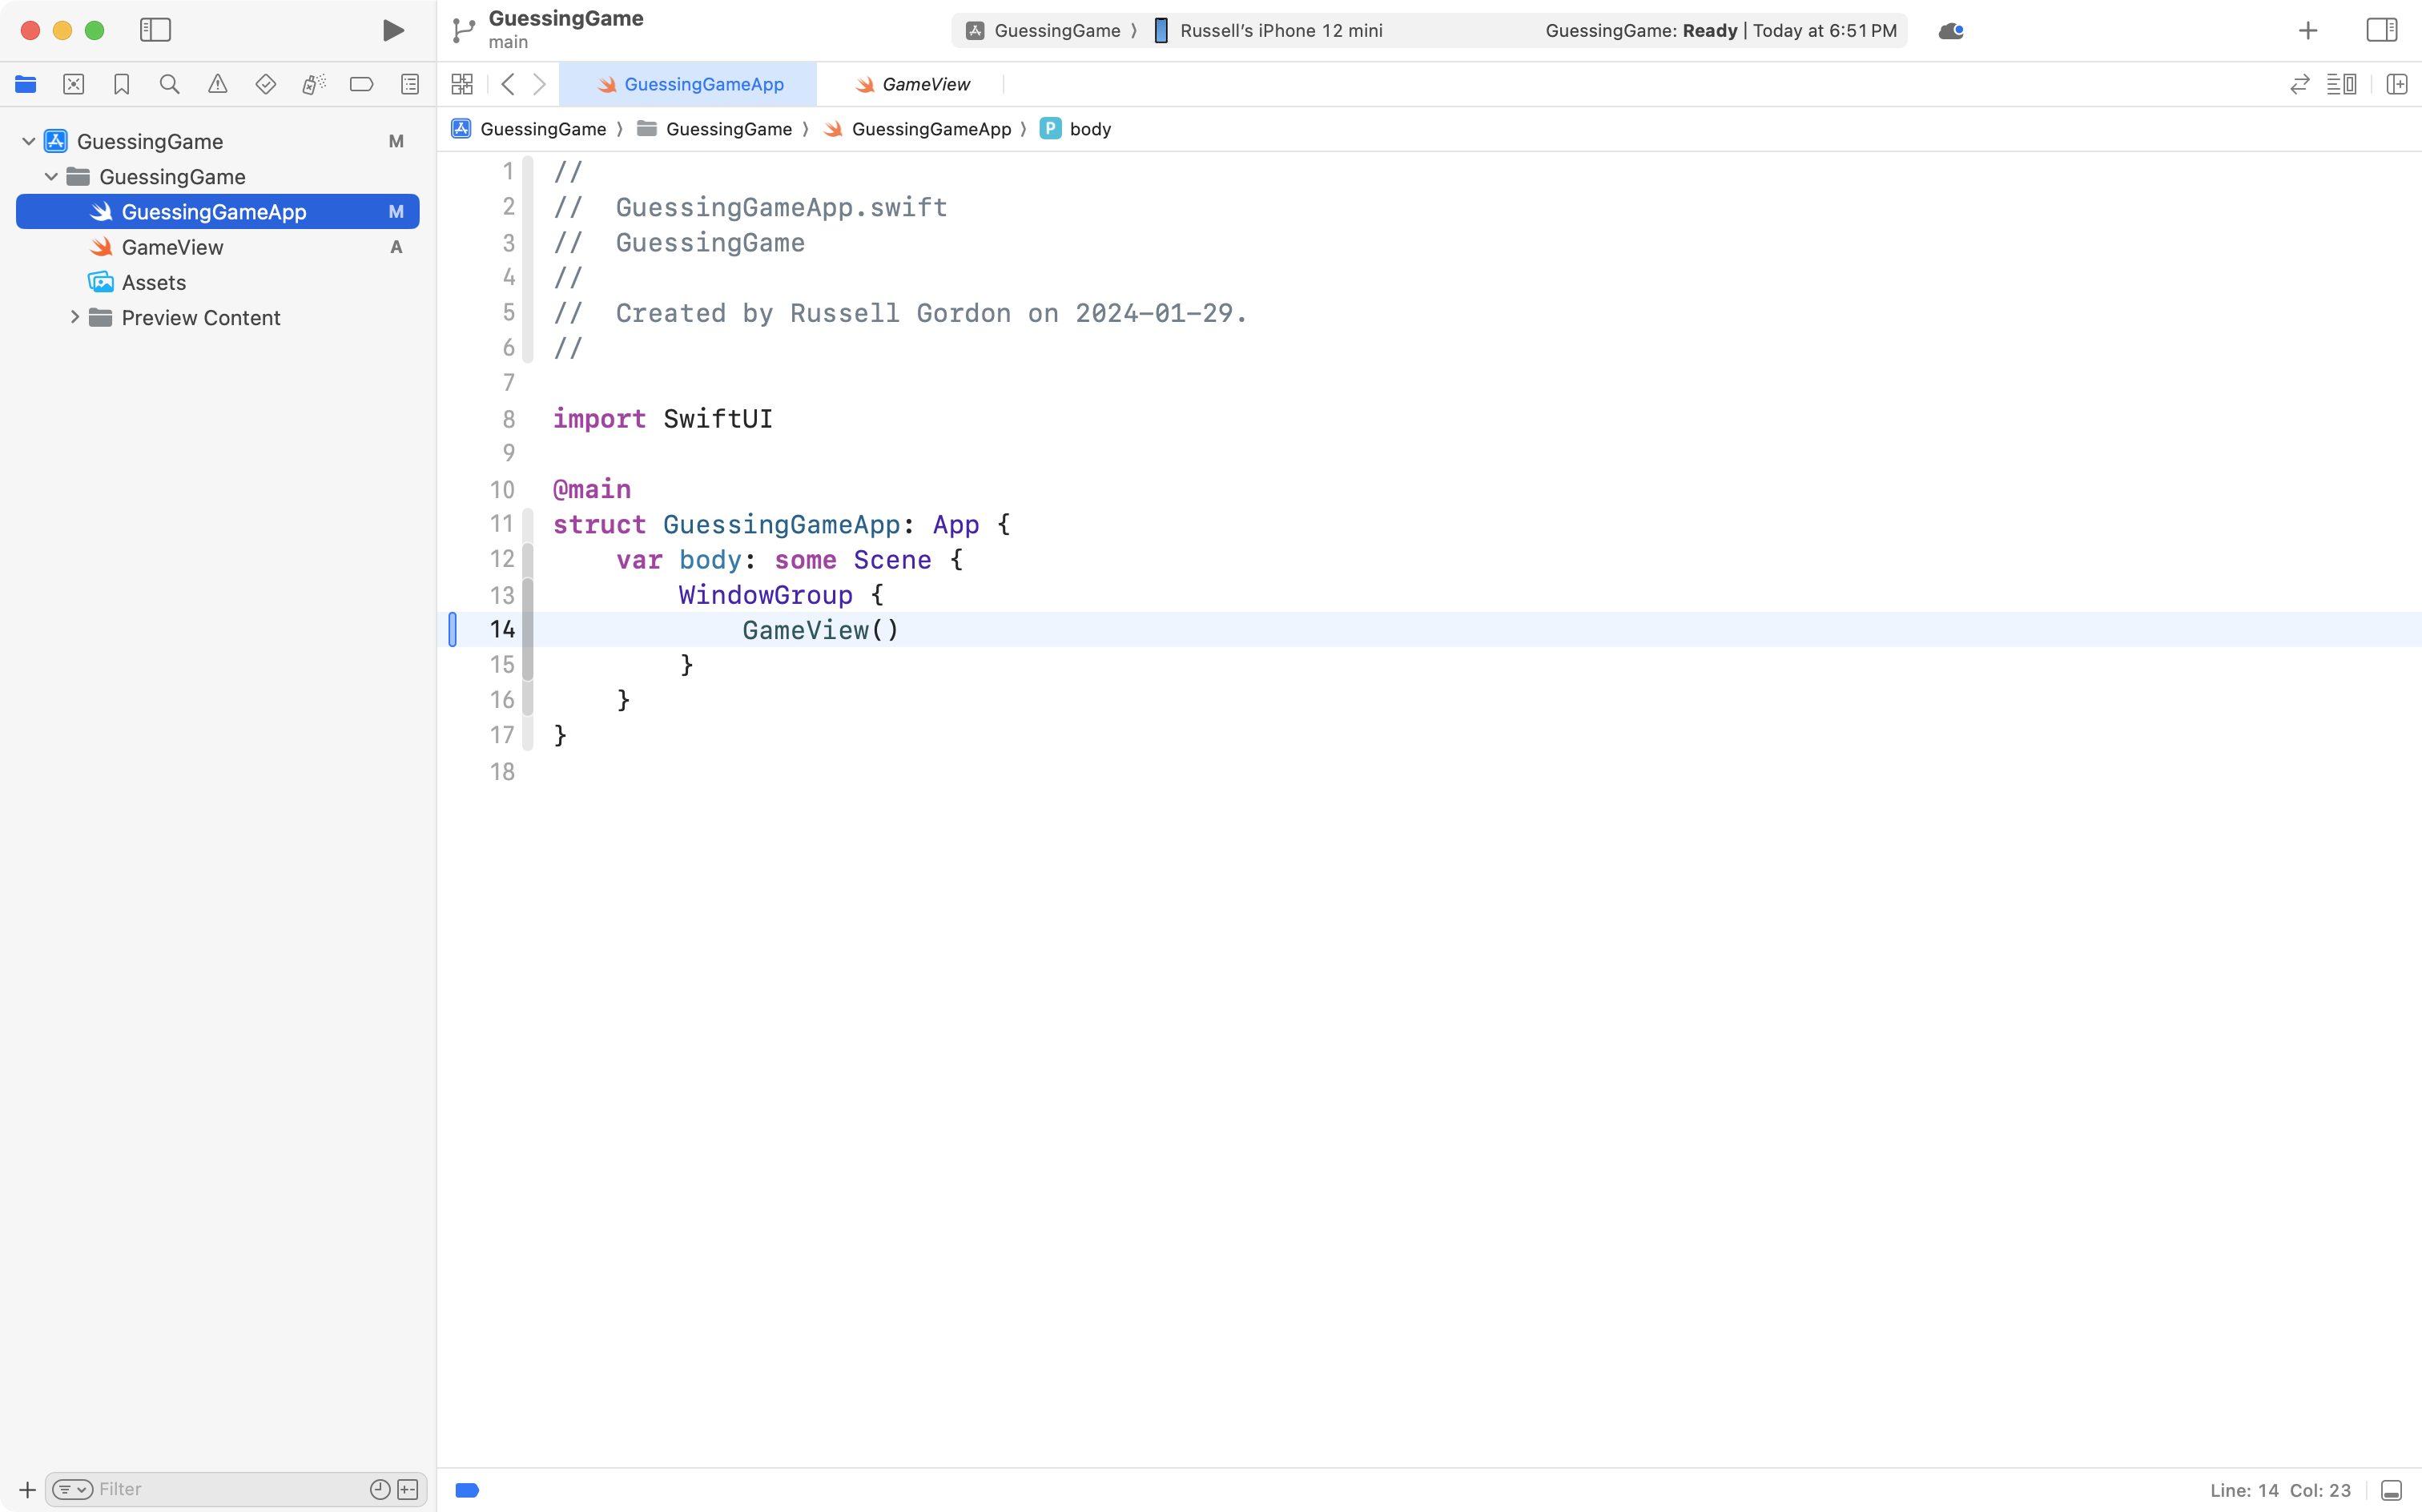 GuessingGame
main
GuessingGame 〉 Russell’s iPhone 12 mini
GuessingGame: Ready | Today at 6:51 PM
GuessingGameApp
GameView
GuessingGame 〉 GuessingGame 〉 GuessingGameApp 〉 P body
GuessingGame M
GuessingGame
GuessingGameApp M
GameView A
Assets
Preview Content
1 //
2 //  GuessingGameApp.swift
3 //  GuessingGame
4 //
5 //  Created by Russell Gordon on 2024-01-29.
6 //
7
8 import SwiftUI
9
10 @main
11 struct GuessingGameApp: App {
12     var body: some Scene {
13         WindowGroup {
14             GameView()
15         }
16     }
17 }
18
Filter
Line: 14 Col: 23